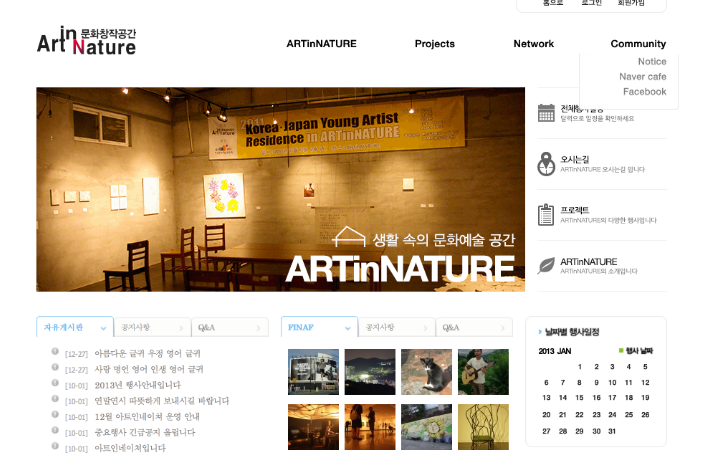 홈으로 로그인 회원가입
Art in Nature 문화창작공간
ARTinNATURE Projects Network Community
Notice
Naver cafe
Facebook
2011
Korea·Japan Young Artist
Residence in ARTinNATURE
생활 속의 문화예술 공간
ARTinNATURE
달력으로 일정을 확인하세요
오시는길
ARTinNATURE 오시는길 입니다
프로젝트
ARTinNATURE의 다양한 행사입니다
ARTinNATURE
ARTinNATURE의 소개입니다
자유게시판 공지사항 Q&A
[12-27] 아름다운 글귀 우정 영어 글귀
[12-27] 사랑 명언 영어 인생 영어 글귀
[10-01] 2013년 행사안내입니다
[10-01] 연말연시 따뜻하게 보내시길 바랍니다
[10-01] 12월 아트인네이쳐 운영 안내
[10-01] 중요행사 긴급공지 올립니다
[10-01] 아트인네이쳐입니다
FINAF 공지사항 Q&A
날짜별 행사일정
2013 JAN 행사 날짜
1 2 3 4 5
6 7 8 9 10 11 12
13 14 15 16 17 18 19
20 21 22 23 24 25 26
27 28 29 30 31